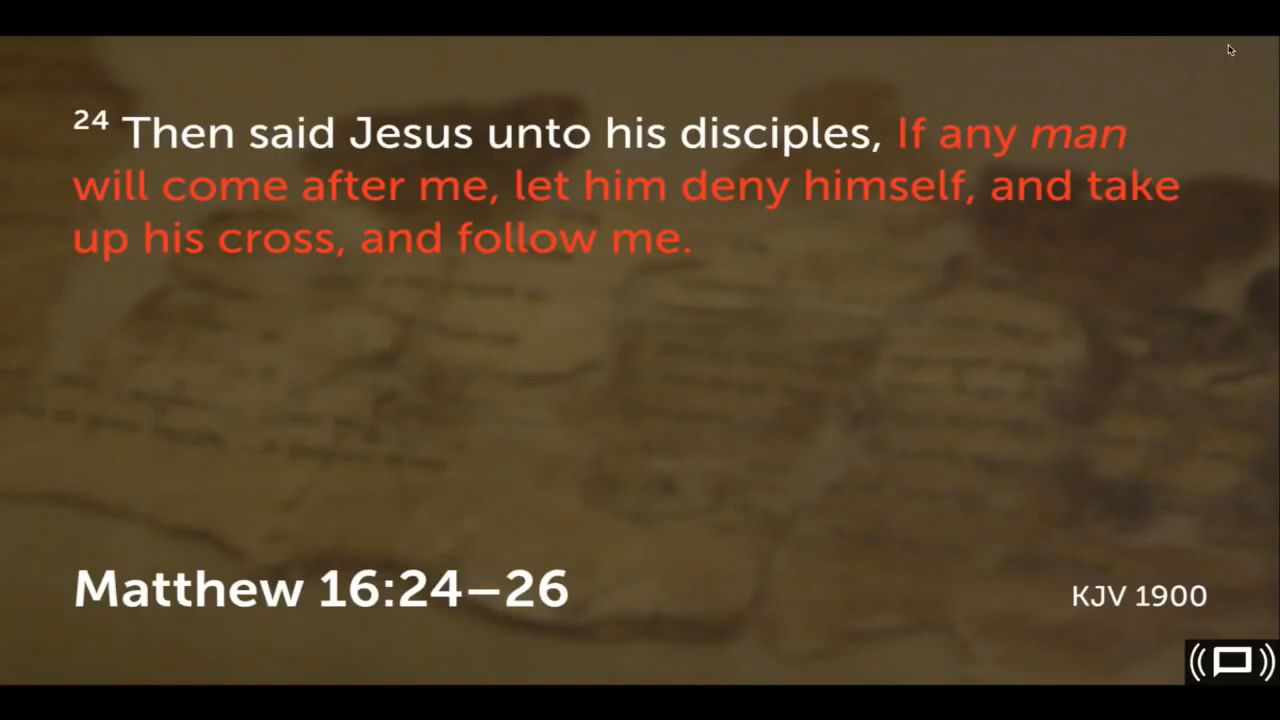 24 Then said Jesus unto his disciples, If any man
will come after me, let him deny himself, and take
up his cross, and follow me.
Matthew 16:24–26
KJV 1900